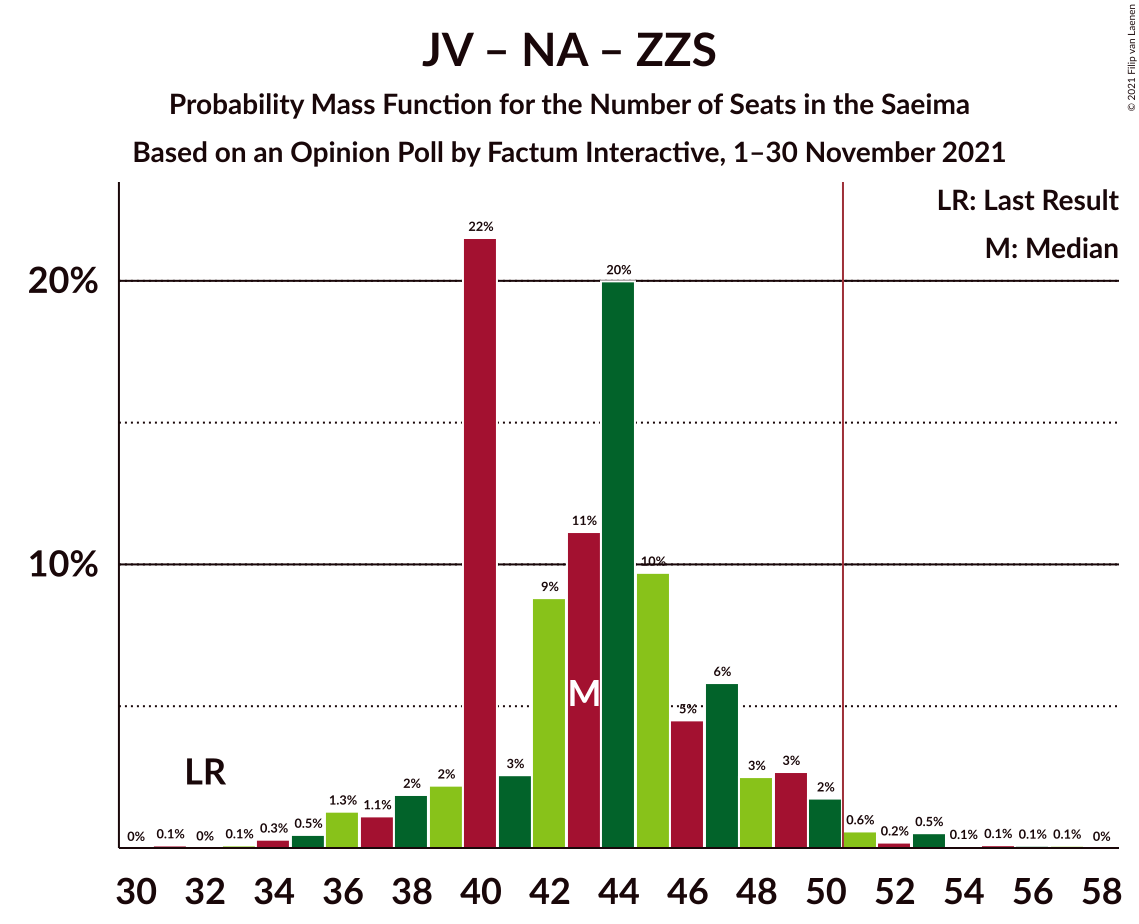 JV – NA – ZZS
Probability Mass Function for the Number of Seats in the Saeima
Based on an Opinion Poll by Factum Interactive, 1–30 November 2021
© 2021 Filip van Laenen
LR: Last Result
M: Median
20%
10%
LR
M
0% 0.1% 0% 0.1% 0.3% 0.5% 1.3% 1.1% 2% 2% 22% 3% 9% 11% 20% 10% 5% 6% 3% 3% 2% 0.6% 0.2% 0.5% 0.1% 0.1% 0.1% 0.1% 0%
30 32 34 36 38 40 42 44 46 48 50 52 54 56 58